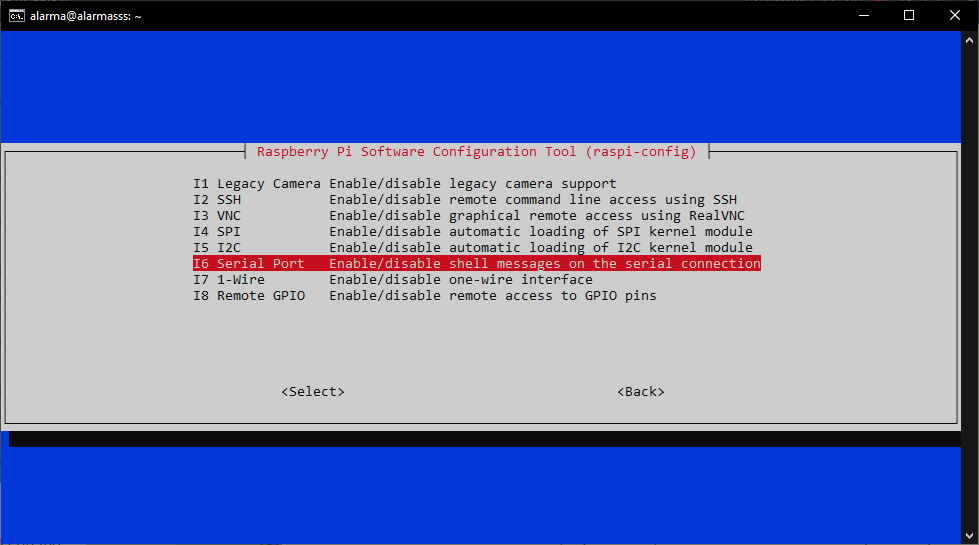 alarma@alarmasss: ~
Raspberry Pi Software Configuration Tool (raspi-config)
I1 Legacy Camera Enable/disable legacy camera support
I2 SSH Enable/disable remote command line access using SSH
I3 VNC Enable/disable graphical remote access using RealVNC
I4 SPI Enable/disable automatic loading of SPI kernel module
I5 I2C Enable/disable automatic loading of I2C kernel module
I6 Serial Port Enable/disable shell messages on the serial connection
I7 1-Wire Enable/disable one-wire interface
I8 Remote GPIO Enable/disable remote access to GPIO pins
<Select> <Back>